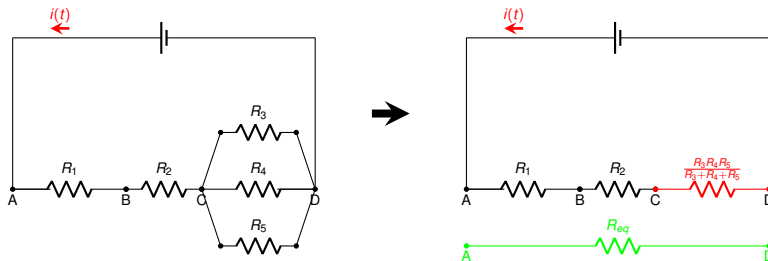 i(t)
R3
R1
R2
R4
A
B
C
D
R5
i(t)
R3R4R5
R3+R4+R5
R1
R2
A
B
C
D
Req
A
D